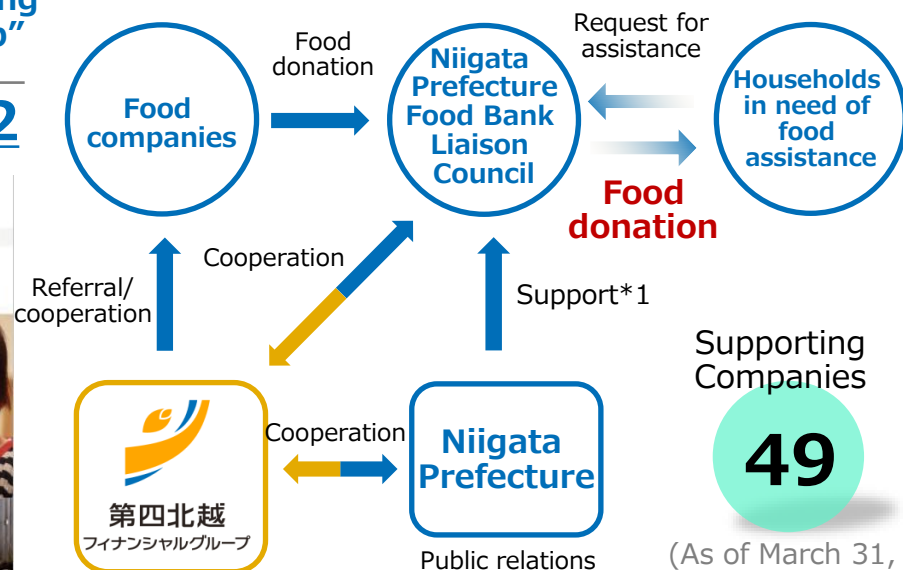 ng
p”
2
Food
donation
Request for
assistance
Food
companies
Niigata
Prefecture
Food Bank
Liaison
Council
Households
in need of
food
assistance
Food
donation
Referral/
cooperation
Cooperation
Support*1
Supporting
Companies
49
(As of March 31,
第四北越
フィナンシャルグループ
Cooperation
Niigata
Prefecture
Public relations